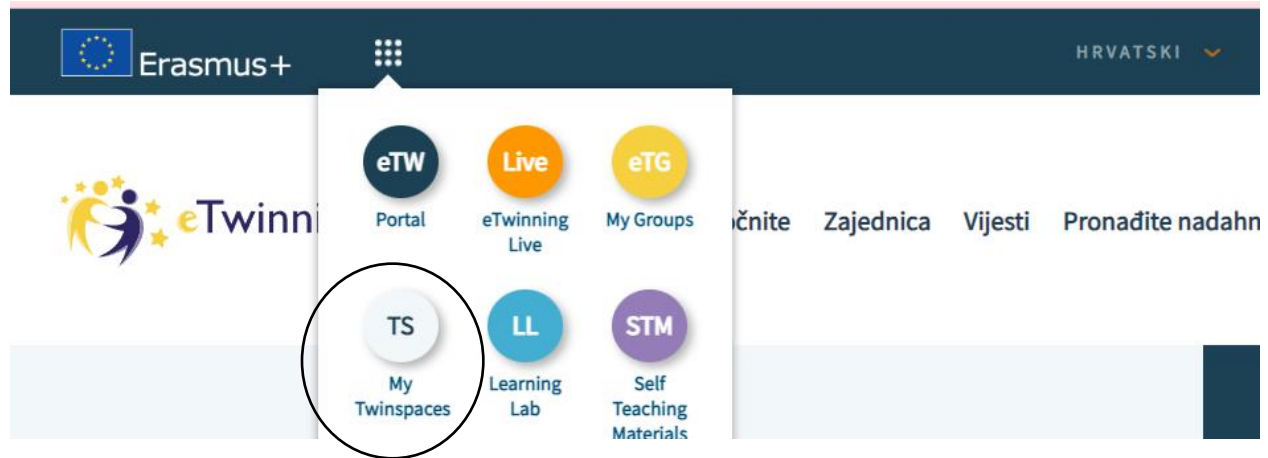 Erasmus+
HRVATSKI
eTW
Live
eTG
Portal
eTwinning
Live
My Groups
eTwinni
očnite Zajednica Vijesti Pronađite nadahn
TS
LL
STM
My
Twinspaces
Learning
Lab
Self
Teaching
Materials